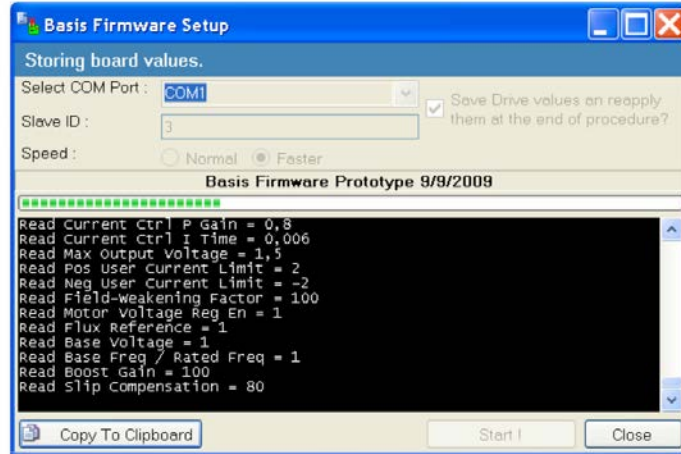 Basis Firmware Setup
Storing board values.
Select COM Port :
COM1
Save Drive values an reapply
them at the end of procedure?
Slave ID :
3
Speed :
Normal
Faster
Basis Firmware Prototype 9/9/2009
Read Current Ctrl P Gain = 0,8
Read Current Ctrl I Time = 0,006
Read Max Output Voltage = 1,5
Read Pos User Current Limit = 2
Read Neg User Current Limit = -2
Read Field-Weakening Factor = 100
Read Motor Voltage Reg En = 1
Read Flux Reference = 1
Read Base Voltage = 1
Read Base Freq / Rated Freq = 1
Read Boost Gain = 100
Read Slip Compensation = 80
Copy To Clipboard
Start !
Close